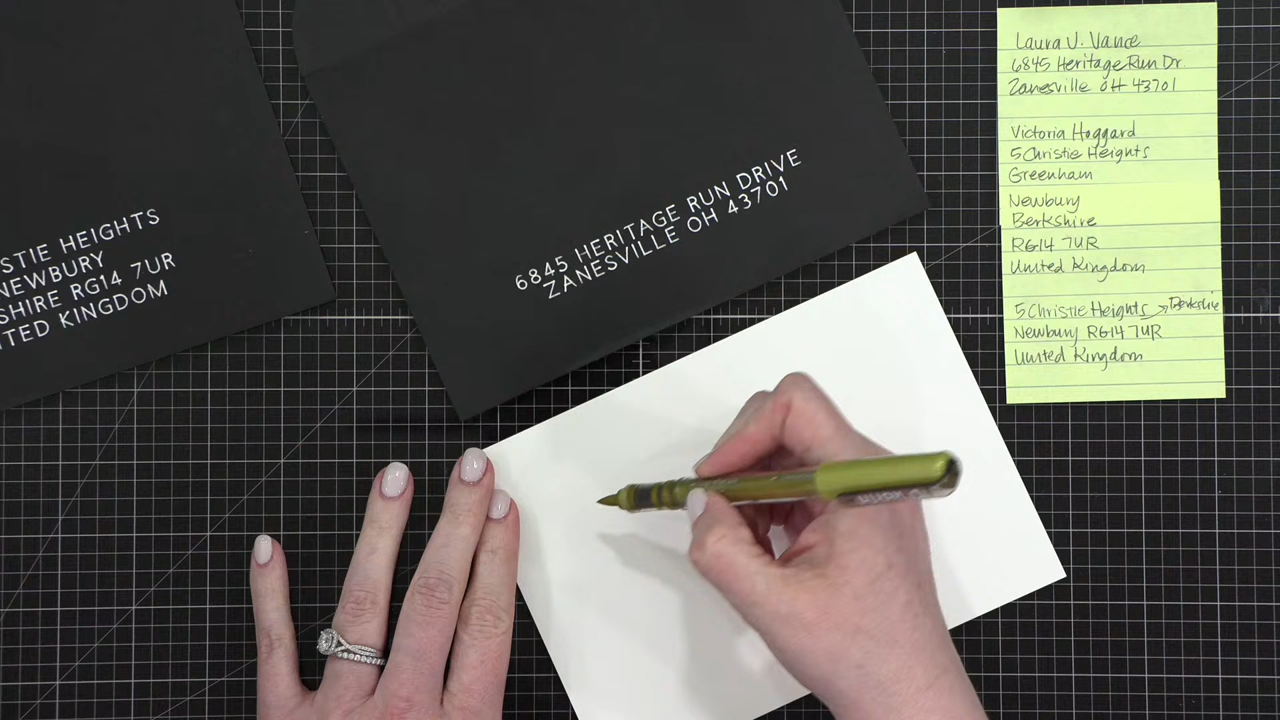 STIE HEIGHTS
NEWBURY
SHIRE RG14 7UR
TED KINGDOM
6845 HERITAGE RUN DRIVE
ZANESVILLE OH 43701
Laura V. Vance
6845 Heritage Run Dr.
Zanesville OH 43701
Victoria Hoggard
5 Christie Heights
Greenham
Newbury
Berkshire
RG14 7UR
United Kingdom
5 Christie Heights → Berkshire
Newbury RG14 7UR
United Kingdom